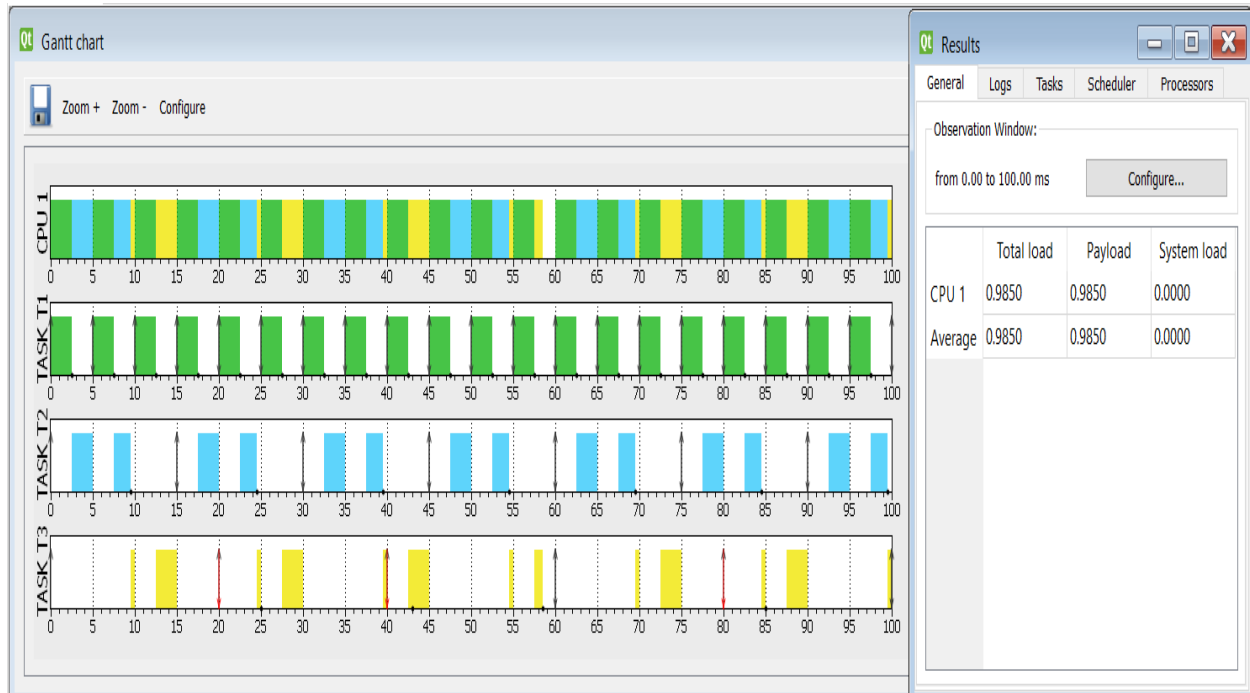 Qt Gantt chart
Zoom + Zoom - Configure
CPU 1
0 5 10 15 20 25 30 35 40 45 50 55 60 65 70 75 80 85 90 95 100
TASK T1
0 5 10 15 20 25 30 35 40 45 50 55 60 65 70 75 80 85 90 95 100
TASK T2
0 5 10 15 20 25 30 35 40 45 50 55 60 65 70 75 80 85 90 95 100
TASK T3
0 5 10 15 20 25 30 35 40 45 50 55 60 65 70 75 80 85 90 95 100
Qt Results
General Logs Tasks Scheduler Processors
Observation Window:
from 0.00 to 100.00 ms Configure...
Total load Payload System load
CPU 1 0.9850 0.9850 0.0000
Average 0.9850 0.9850 0.0000